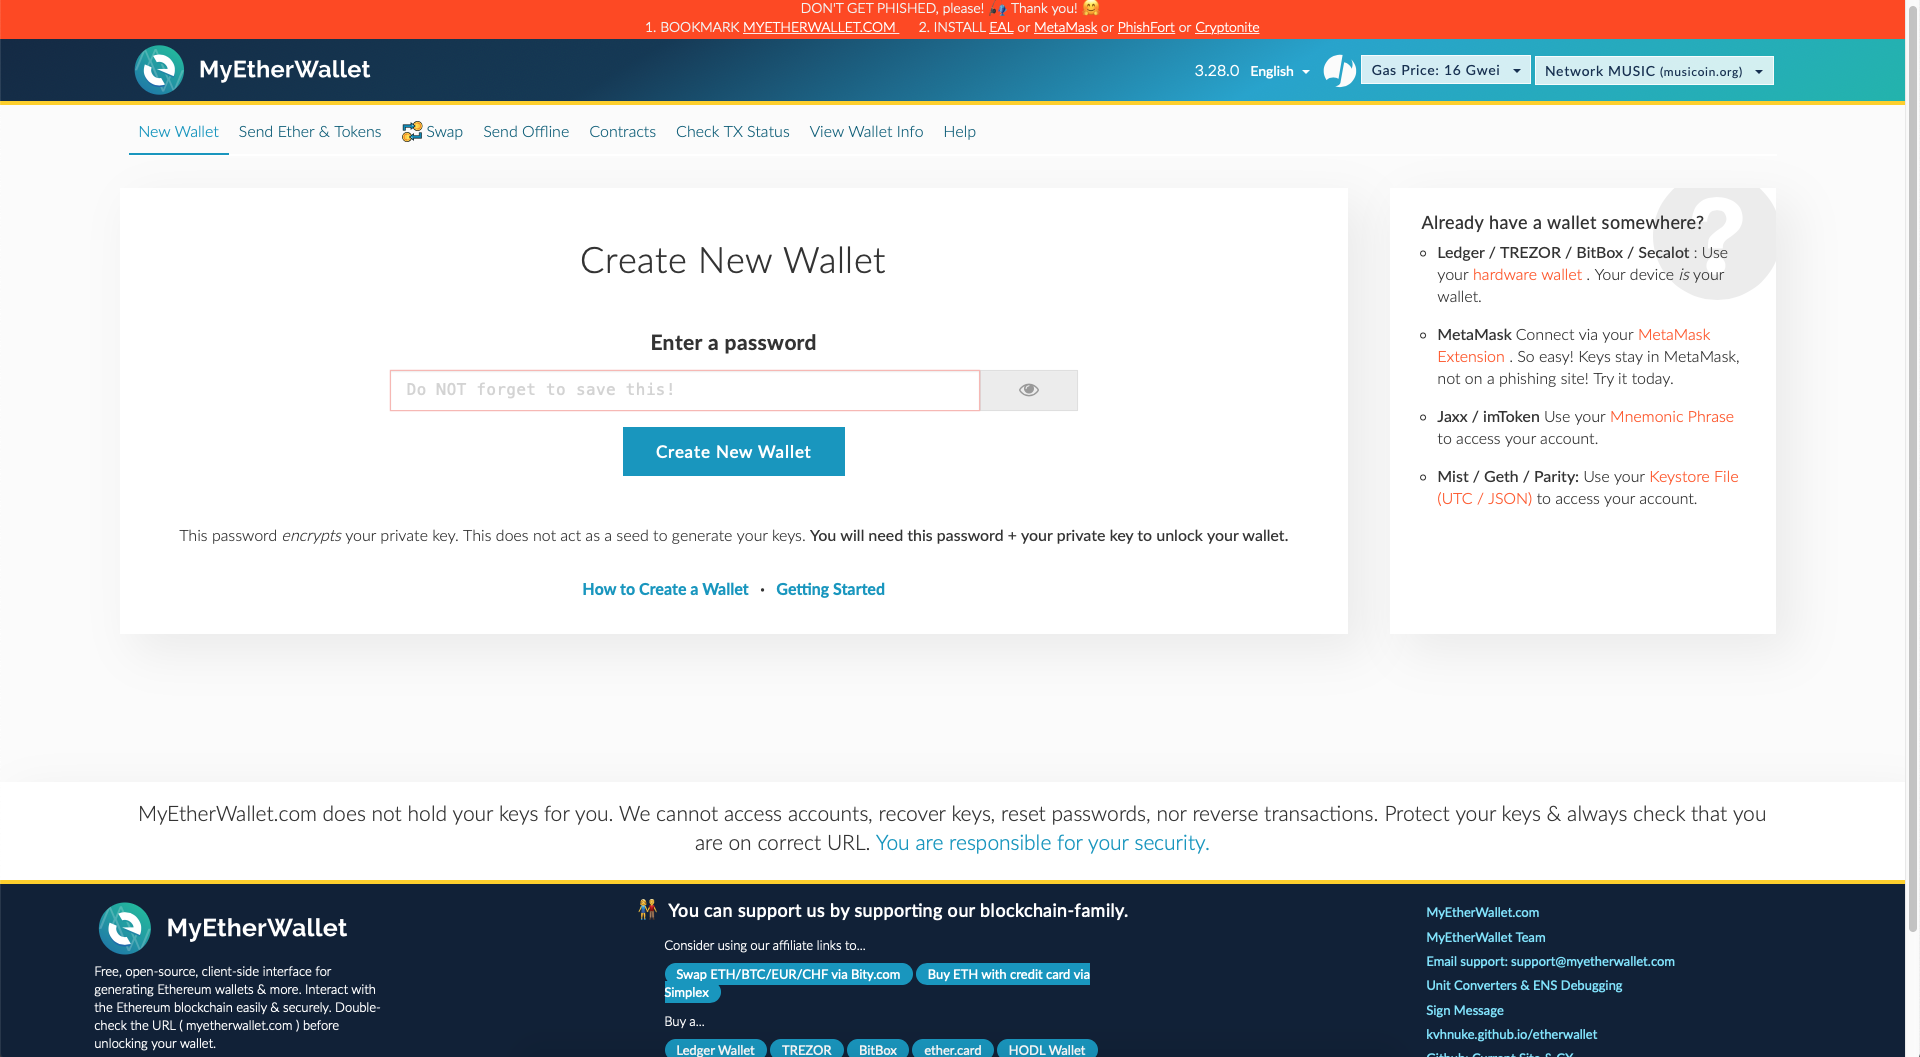 DON'T GET PHISHED, please! Thank you!
1. BOOKMARK MYETHERWALLET.COM 2. INSTALL EAL or MetaMask or PhishFort or Cryptonite
MyEtherWallet
3.28.0 English Gas Price: 16 Gwei Network MUSIC (musicoin.org)
New Wallet Send Ether & Tokens Swap Send Offline Contracts Check TX Status View Wallet Info Help
Create New Wallet
Enter a password
Do NOT forget to save this!
Create New Wallet
This password encrypts your private key. This does not act as a seed to generate your keys. You will need this password + your private key to unlock your wallet.
How to Create a Wallet • Getting Started
Already have a wallet somewhere?
Ledger / TREZOR / BitBox / Secalot : Use
your hardware wallet . Your device is your
wallet.
MetaMask Connect via your MetaMask
Extension . So easy! Keys stay in MetaMask,
not on a phishing site! Try it today.
Jaxx / imToken Use your Mnemonic Phrase
to access your account.
Mist / Geth / Parity: Use your Keystore File
(UTC / JSON) to access your account.
MyEtherWallet.com does not hold your keys for you. We cannot access accounts, recover keys, reset passwords, nor reverse transactions. Protect your keys & always check that you
are on correct URL. You are responsible for your security.
MyEtherWallet
Free, open-source, client-side interface for
generating Ethereum wallets & more. Interact with
the Ethereum blockchain easily & securely. Double-
check the URL ( myetherwallet.com ) before
unlocking your wallet.
You can support us by supporting our blockchain-family.
Consider using our affiliate links to...
Swap ETH/BTC/EUR/CHF via Bity.com Buy ETH with credit card via
Simplex
Buy a...
Ledger Wallet TREZOR BitBox ether.card HODL Wallet
MyEtherWallet.com
MyEtherWallet Team
Email support: support@myetherwallet.com
Unit Converters & ENS Debugging
Sign Message
kvhnuke.github.io/etherwallet
Github: Current Site & CX